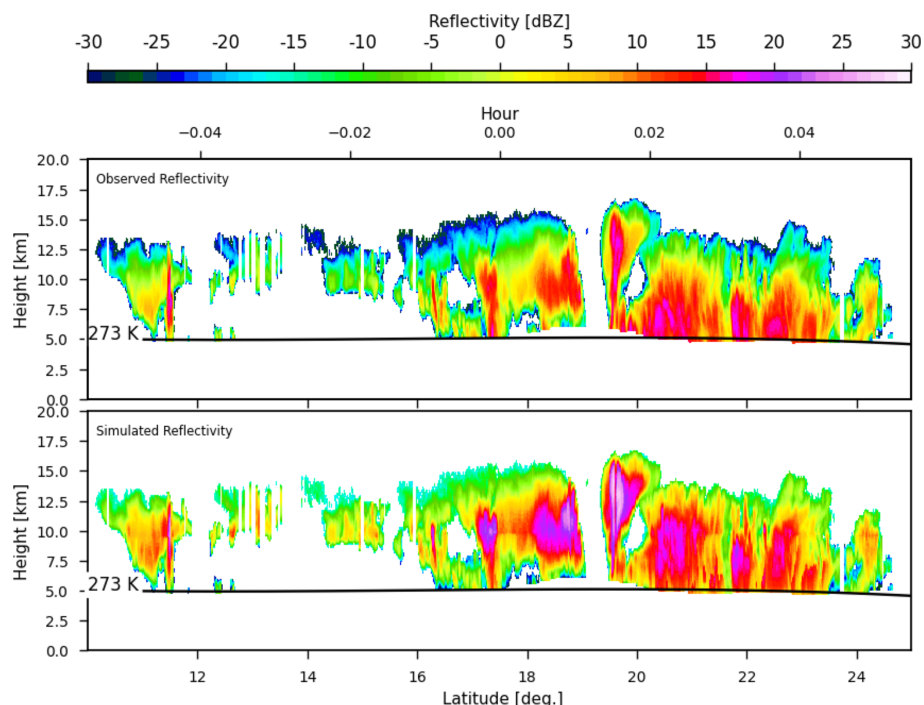 Reflectivity [dBZ]
-30 -25 -20 -15 -10 -5 0 5 10 15 20 25 30
Hour
−0.04 −0.02 0.00 0.02 0.04
20.0
Observed Reflectivity
17.5
15.0
12.5
10.0
7.5
273 K
5.0
2.5
0.0
Height [km]
20.0
Simulated Reflectivity
17.5
15.0
12.5
10.0
7.5
273 K
5.0
2.5
0.0
Height [km]
12 14 16 18 20 22 24
Latitude [deg.]